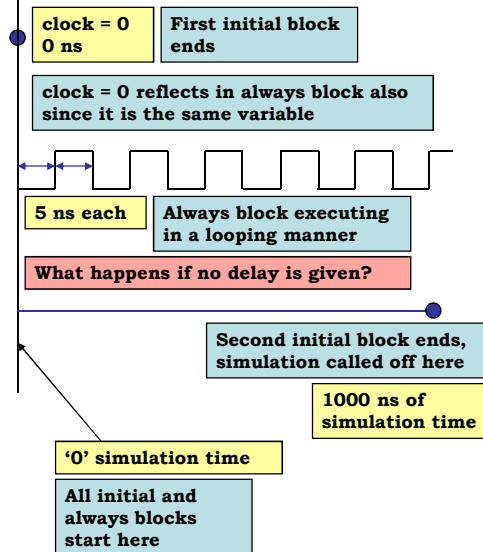 clock = 0
0 ns
First initial block
ends
clock = 0 reflects in always block also
since it is the same variable
5 ns each
Always block executing
in a looping manner
What happens if no delay is given?
Second initial block ends,
simulation called off here
1000 ns of
simulation time
‘0’ simulation time
All initial and
always blocks
start here